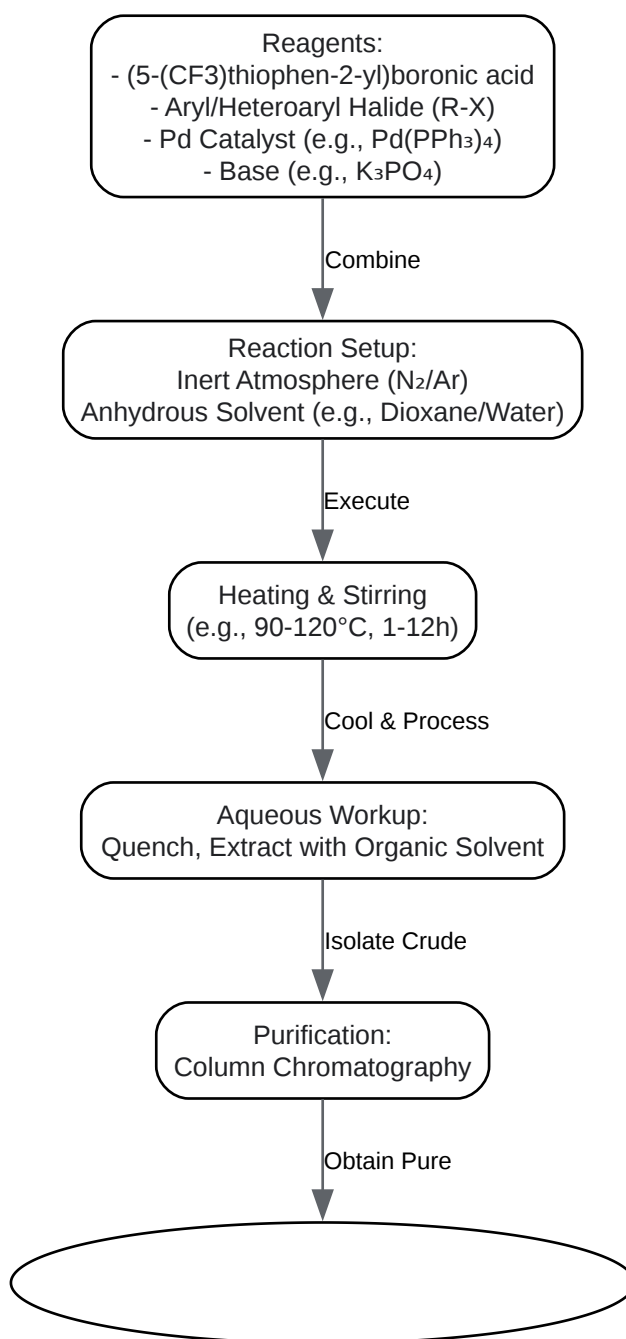 Reagents:
- (5-(CF3)thiophen-2-yl)boronic acid
- Aryl/Heteroaryl Halide (R-X)
- Pd Catalyst (e.g., Pd(PPh₃)₄)
- Base (e.g., K₃PO₄)
Combine
Reaction Setup:
Inert Atmosphere (N₂/Ar)
Anhydrous Solvent (e.g., Dioxane/Water)
Execute
Heating & Stirring
(e.g., 90-120°C, 1-12h)
Cool & Process
Aqueous Workup:
Quench, Extract with Organic Solvent
Isolate Crude
Purification:
Column Chromatography
Obtain Pure